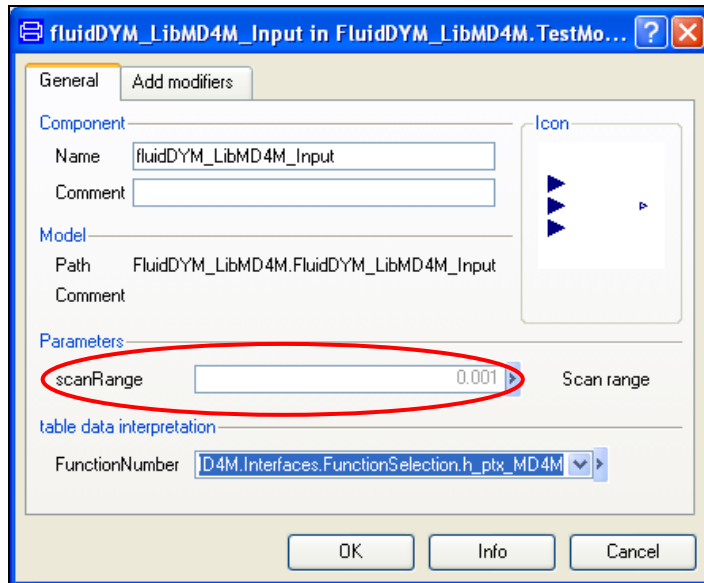 fluidDYM_LibMD4M_Input in FluidDYM_LibMD4M.TestMo...
General Add modifiers
Component
Icon
Name fluidDYM_LibMD4M_Input
Comment
Model
Path FluidDYM_LibMD4M.FluidDYM_LibMD4M_Input
Comment
Parameters
scanRange 0.001 Scan range
table data interpretation
FunctionNumber D4M.Interfaces.FunctionSelection.h_ptx_MD4M
OK Info Cancel